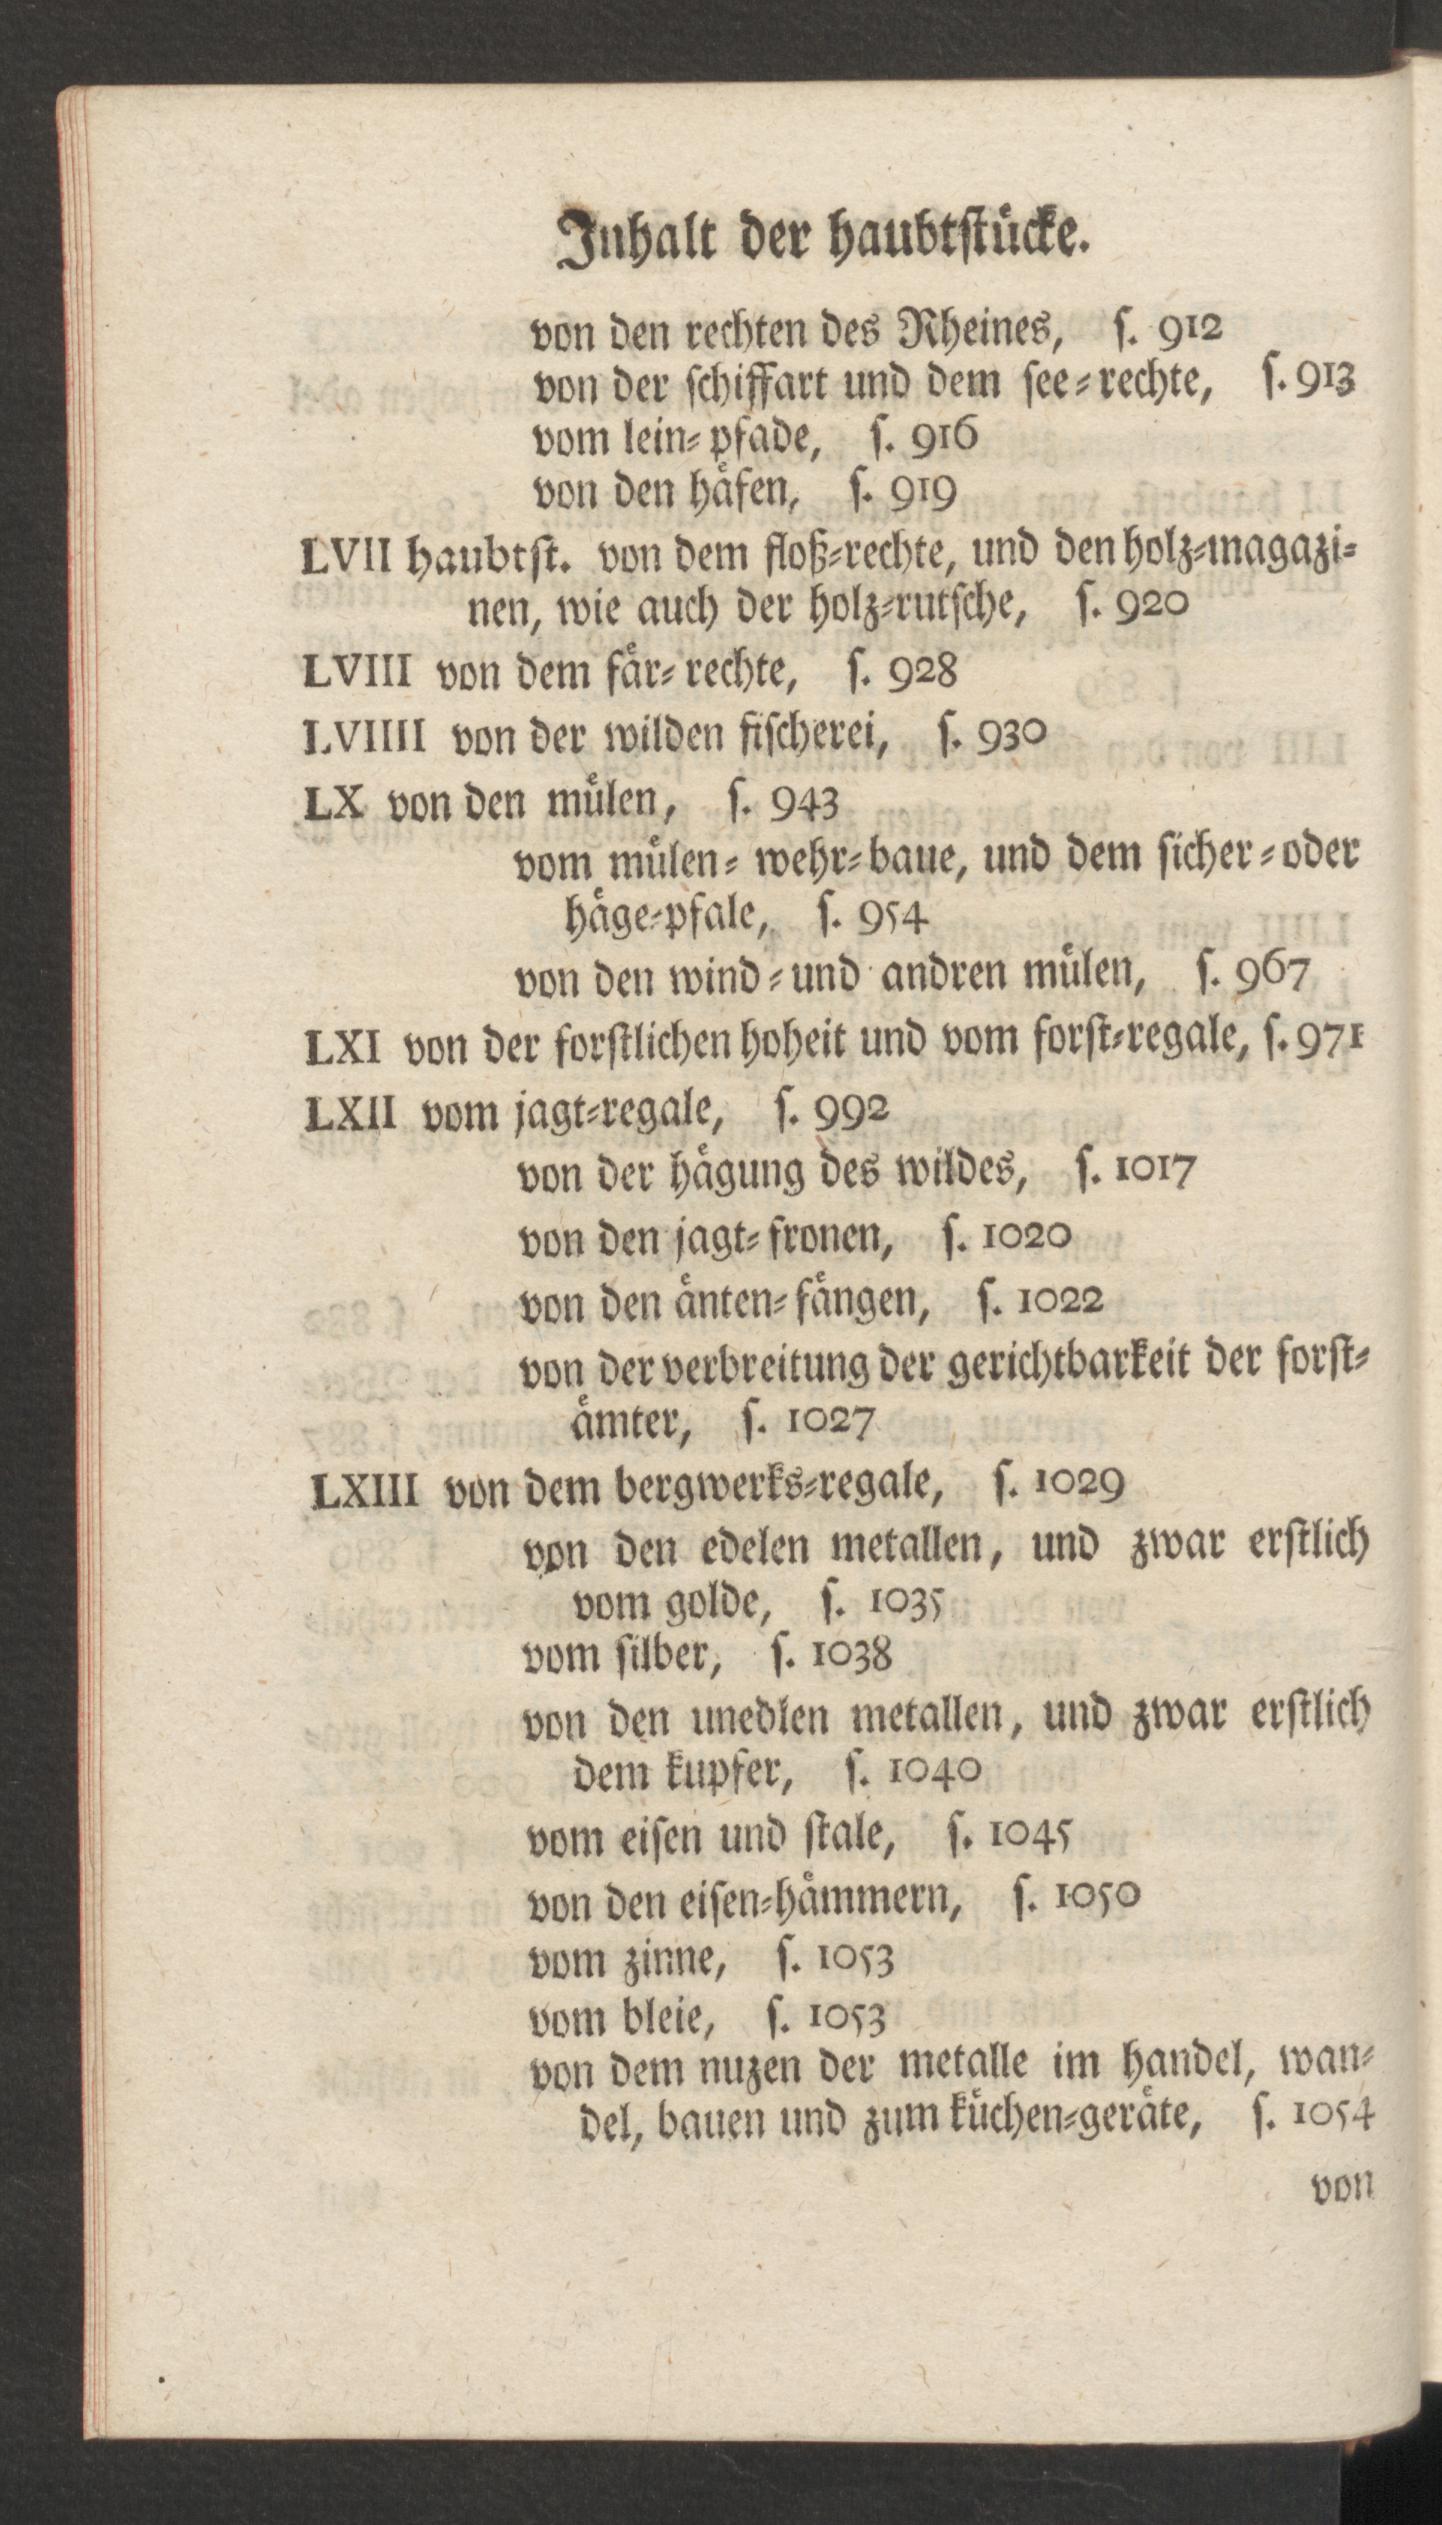 Inhalt der haubtſtücke.
von den rechten des Rheines, ſ. 912
von der ſchiffart und dem ſee-rechte, ſ. 913
vom lein-pfade, ſ. 916
von den häfen, ſ. 919
LVII haubtſt. von dem floß-rechte, und den holz-magazi-
nen, wie auch der holz-rutſche, ſ. 920
LVIII von dem fär-rechte, ſ. 928
LVIIII von der wilden fiſcherei, ſ. 930
LX von den mülen, ſ. 943
vom mülen-wehr-baue, und dem ſicher-oder
häge-pfale, ſ. 954
von den wind-und andren mülen, ſ. 967
LXI von der forſtlichen hoheit und vom forſt-regale, ſ. 971
LXII vom jagt-regale, ſ. 992
von der hägung des wildes, ſ. 1017
von den jagt-fronen, ſ. 1020
von den änten-fängen, ſ. 1022
von der verbreitung der gerichtbarkeit der forſt-
ämter, ſ. 1027
LXIII von dem bergwerks-regale, ſ. 1029
von den edelen metallen, und zwar erſtlich
vom golde, ſ. 1035
vom ſilber, ſ. 1038
von den unedlen metallen, und zwar erſtlich
dem kupfer, ſ. 1040
vom eiſen und ſtale, ſ. 1045
von den eiſen-hämmern, ſ. 1050
vom zinne, ſ. 1053
vom bleie, ſ. 1053
von dem nuzen der metalle im handel, wan-
del, bauen und zum küchen-geräte, ſ. 1054
von